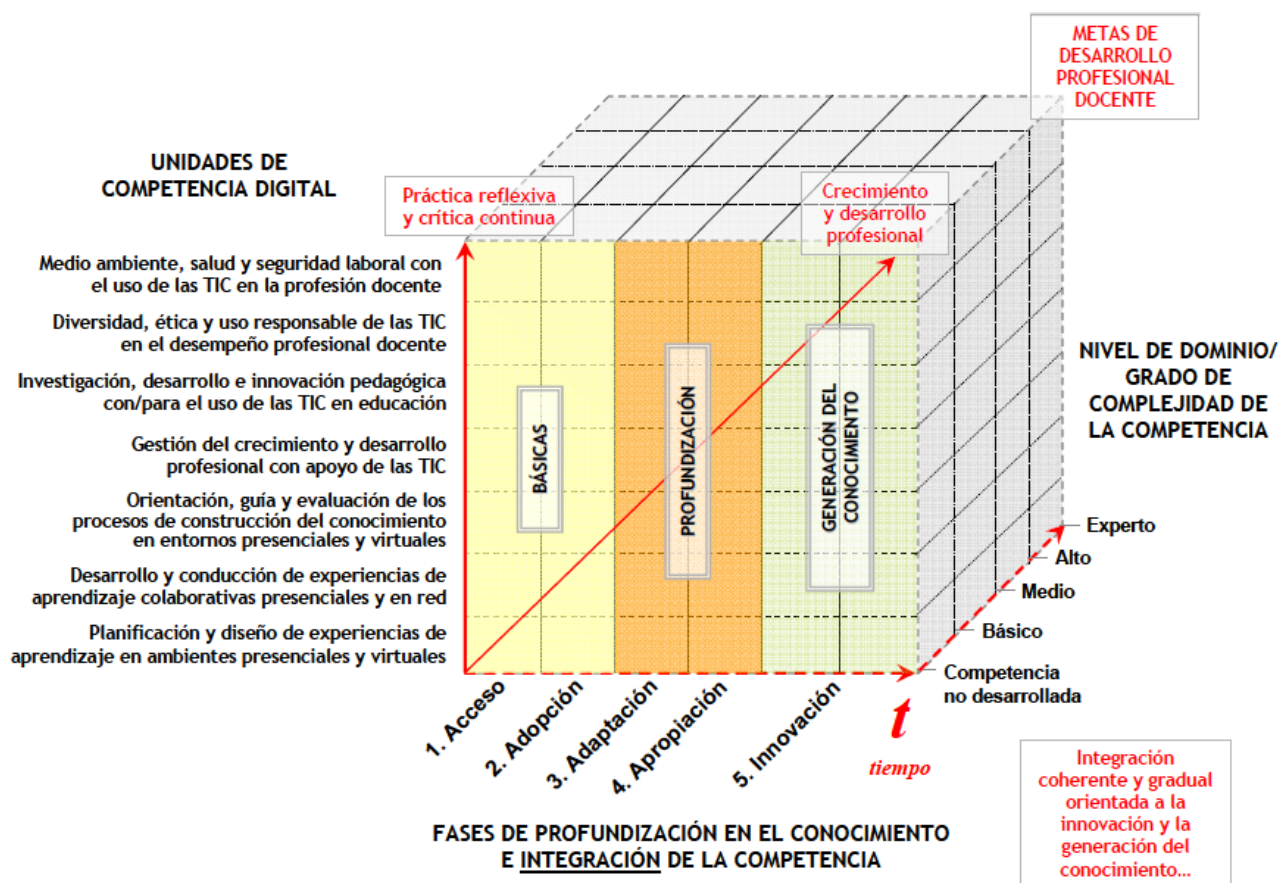 METAS DE
DESARROLLO
PROFESIONAL
DOCENTE
UNIDADES DE
COMPETENCIA DIGITAL
Práctica reflexiva
y crítica continua
Crecimiento
y desarrollo
profesional
Medio ambiente, salud y seguridad laboral con
el uso de las TIC en la profesión docente
Diversidad, ética y uso responsable de las TIC
en el desempeño profesional docente
Investigación, desarrollo e innovación pedagógica
con/para el uso de las TIC en educación
Gestión del crecimiento y desarrollo
profesional con apoyo de las TIC
Orientación, guía y evaluación de los
procesos de construcción del conocimiento
en entornos presenciales y virtuales
Desarrollo y conducción de experiencias de
aprendizaje colaborativas presenciales y en red
Planificación y diseño de experiencias de
aprendizaje en ambientes presenciales y virtuales
BÁSICAS
PROFUNDIZACIÓN
GENERACIÓN DEL
CONOCIMIENTO
NIVEL DE DOMINIO/
GRADO DE
COMPLEJIDAD DE
LA COMPETENCIA
Experto
Alto
Medio
Básico
Competencia
no desarrollada
1. Acceso
2. Adopción
3. Adaptación
4. Apropiación
5. Innovación
t
tiempo
FASES DE PROFUNDIZACIÓN EN EL CONOCIMIENTO
E INTEGRACIÓN DE LA COMPETENCIA
Integración
coherente y gradual
orientada a la
innovación y la
generación del
conocimiento...